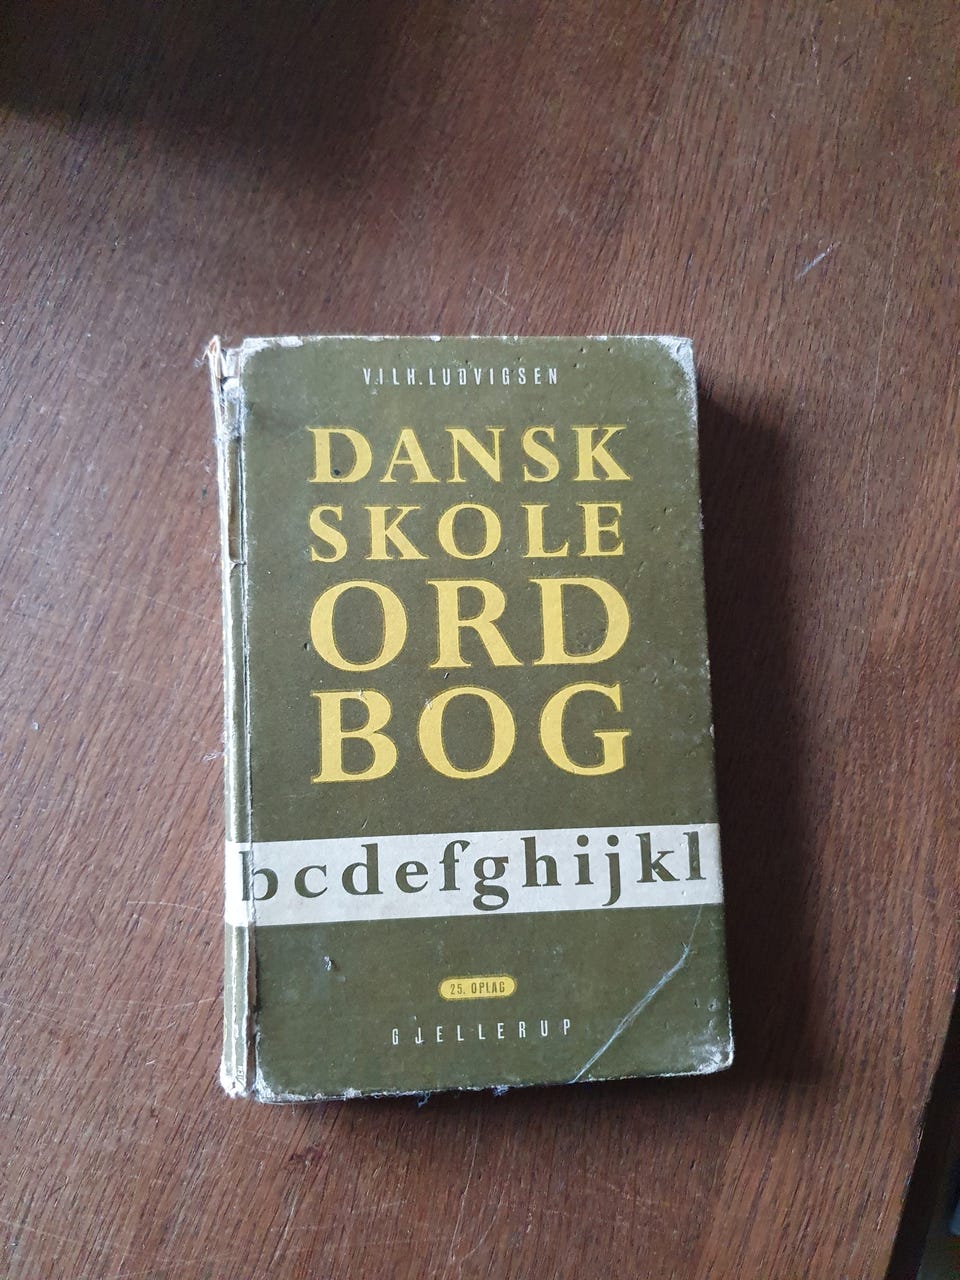 VILH. LUDVIGSEN
DANSK
SKOLE
ORD
BOG
bcdefghijkl
25. OPLAG
GJELLERUP